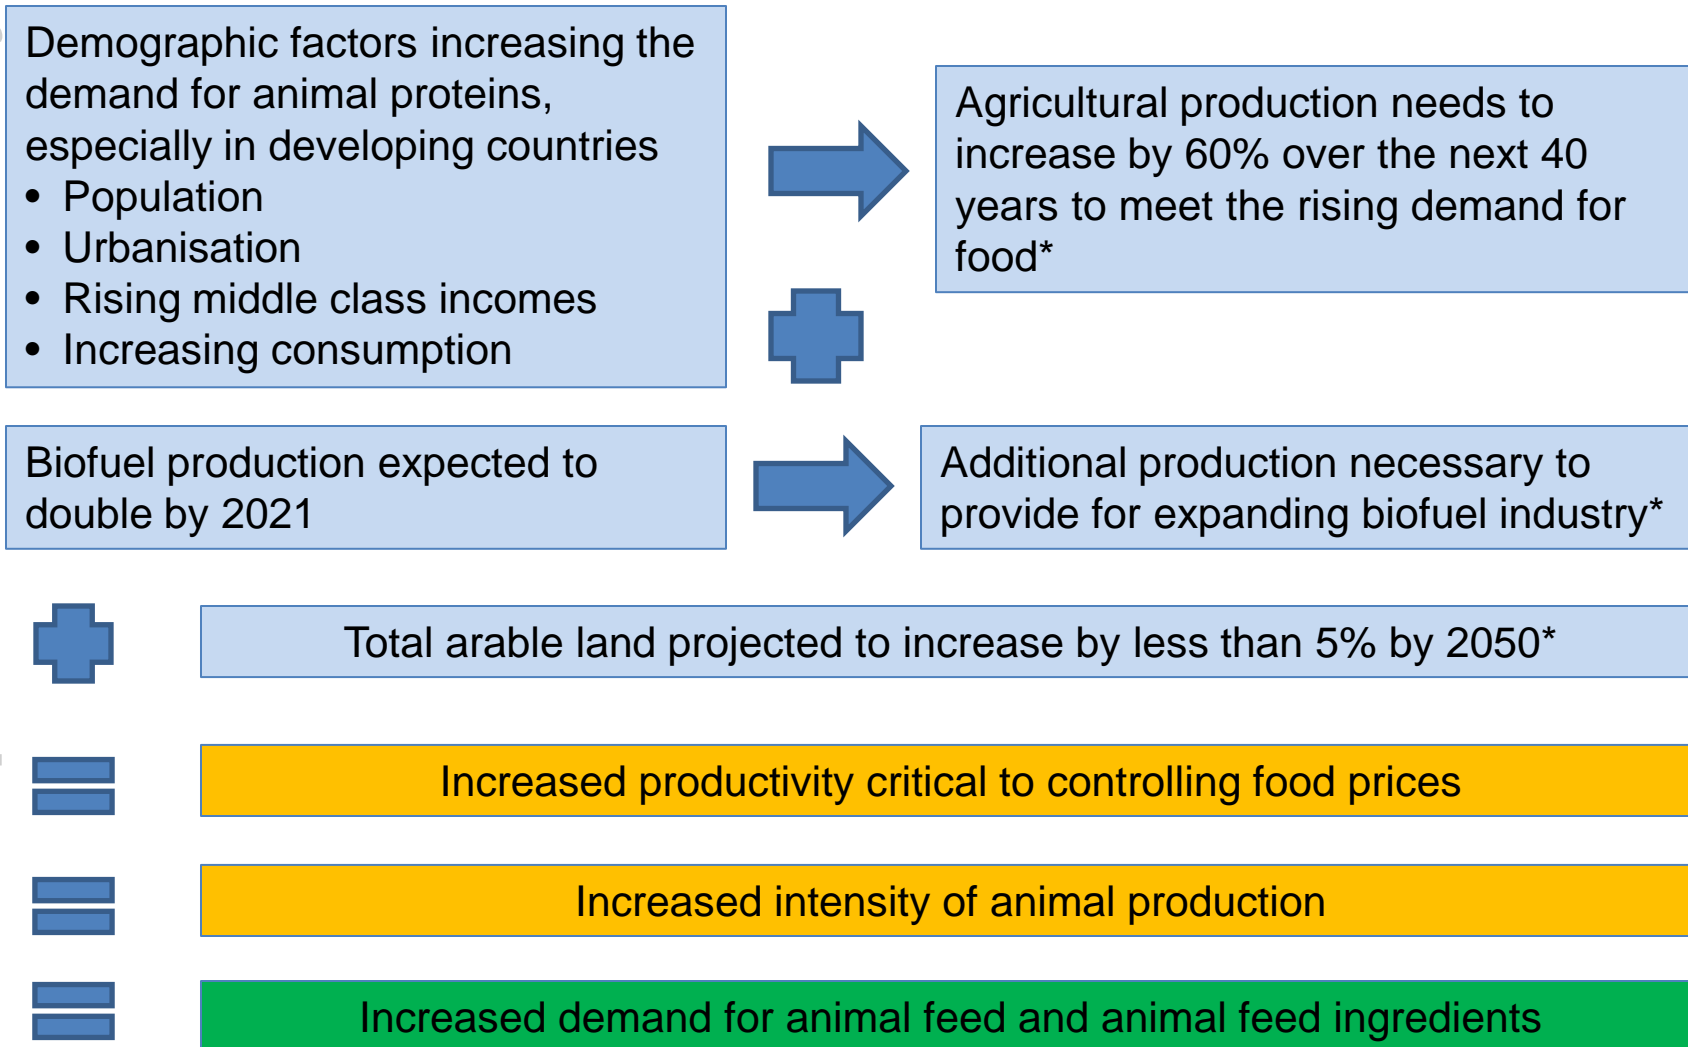 Demographic factors increasing the
demand for animal proteins,
especially in developing countries
• Population
• Urbanisation
• Rising middle class incomes
• Increasing consumption
Agricultural production needs to
increase by 60% over the next 40
years to meet the rising demand for
food*
Biofuel production expected to
double by 2021
Additional production necessary to
provide for expanding biofuel industry*
Total arable land projected to increase by less than 5% by 2050*
Increased productivity critical to controlling food prices
Increased intensity of animal production
Increased demand for animal feed and animal feed ingredients